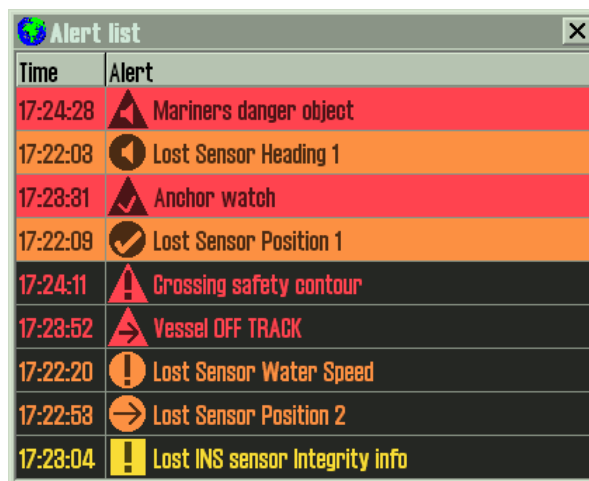 Alert list
Time Alert
17:24:28 Mariners danger object
17:22:03 Lost Sensor Heading 1
17:23:31 Anchor watch
17:22:09 Lost Sensor Position 1
17:24:11 Crossing safety contour
17:23:52 Vessel OFF TRACK
17:22:20 Lost Sensor Water Speed
17:22:53 Lost Sensor Position 2
17:23:04 Lost INS sensor Integrity info